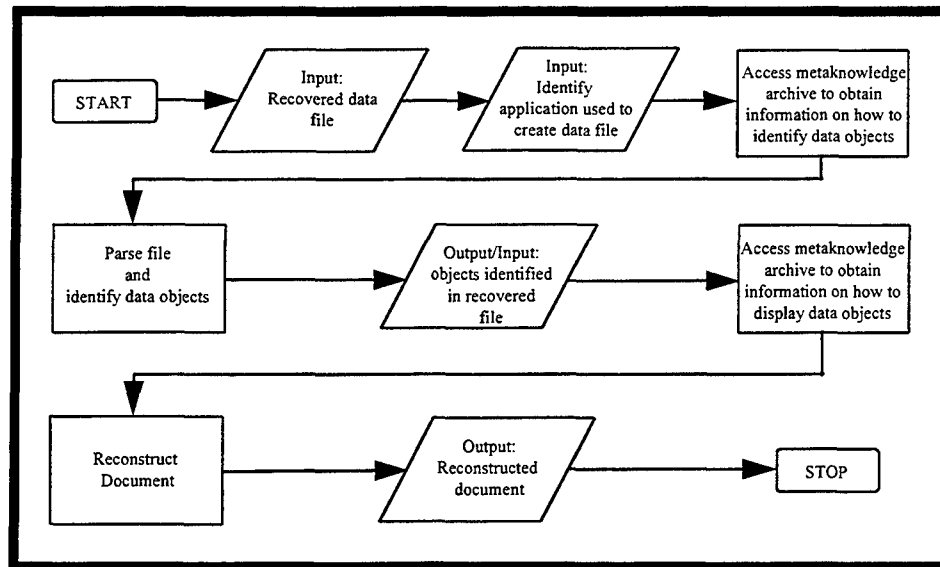 START
Input:
Recovered data
file
Input:
Identify
application used to
create data file
Access metaknowledge
archive to obtain
information on how to
identify data objects
Parse file
and
identify data objects
Output/Input:
objects identified
in recovered
file
Access metaknowledge
archive to obtain
information on how to
display data objects
Reconstruct
Document
Output:
Reconstructed
document
STOP